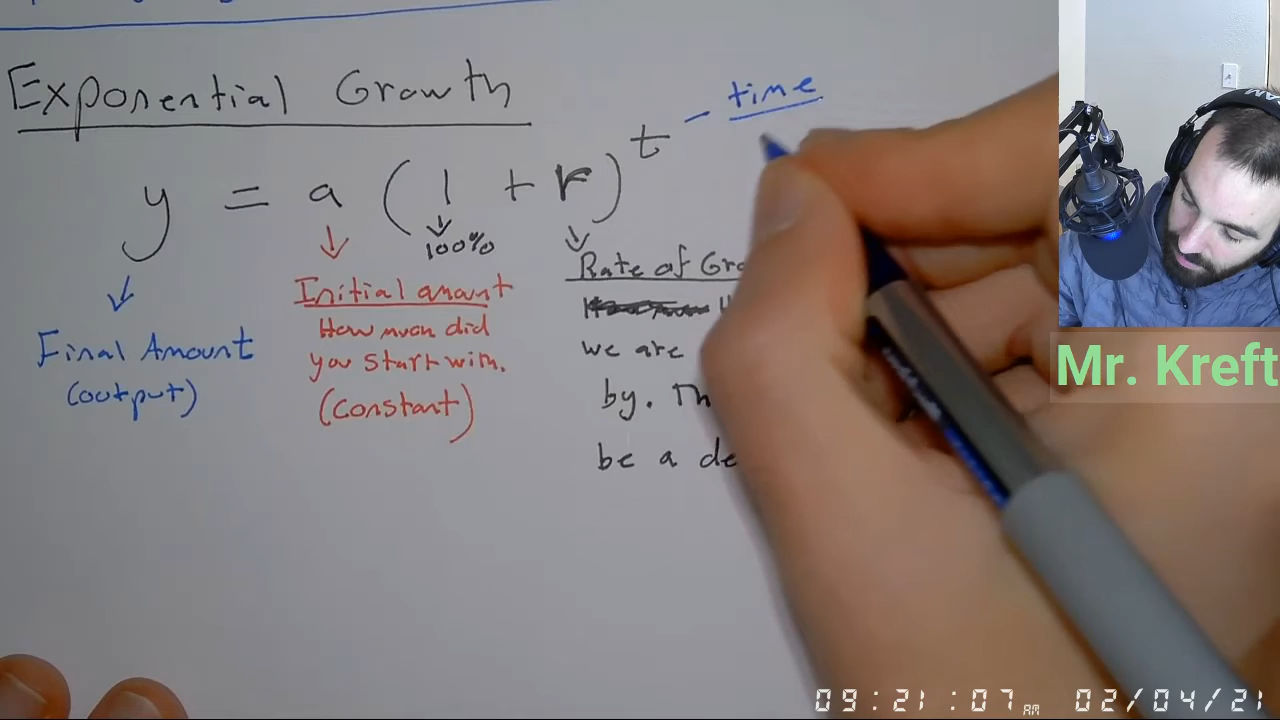 Exponential Growth
y = a (1 + r)^t - time
100%
Final Amount
(output)
Initial amount
How much did
you start with.
(constant)
Rate of Gro
we are
by. Th
be a de
Mr. Kreft
09:21:07 AM 02/04/21